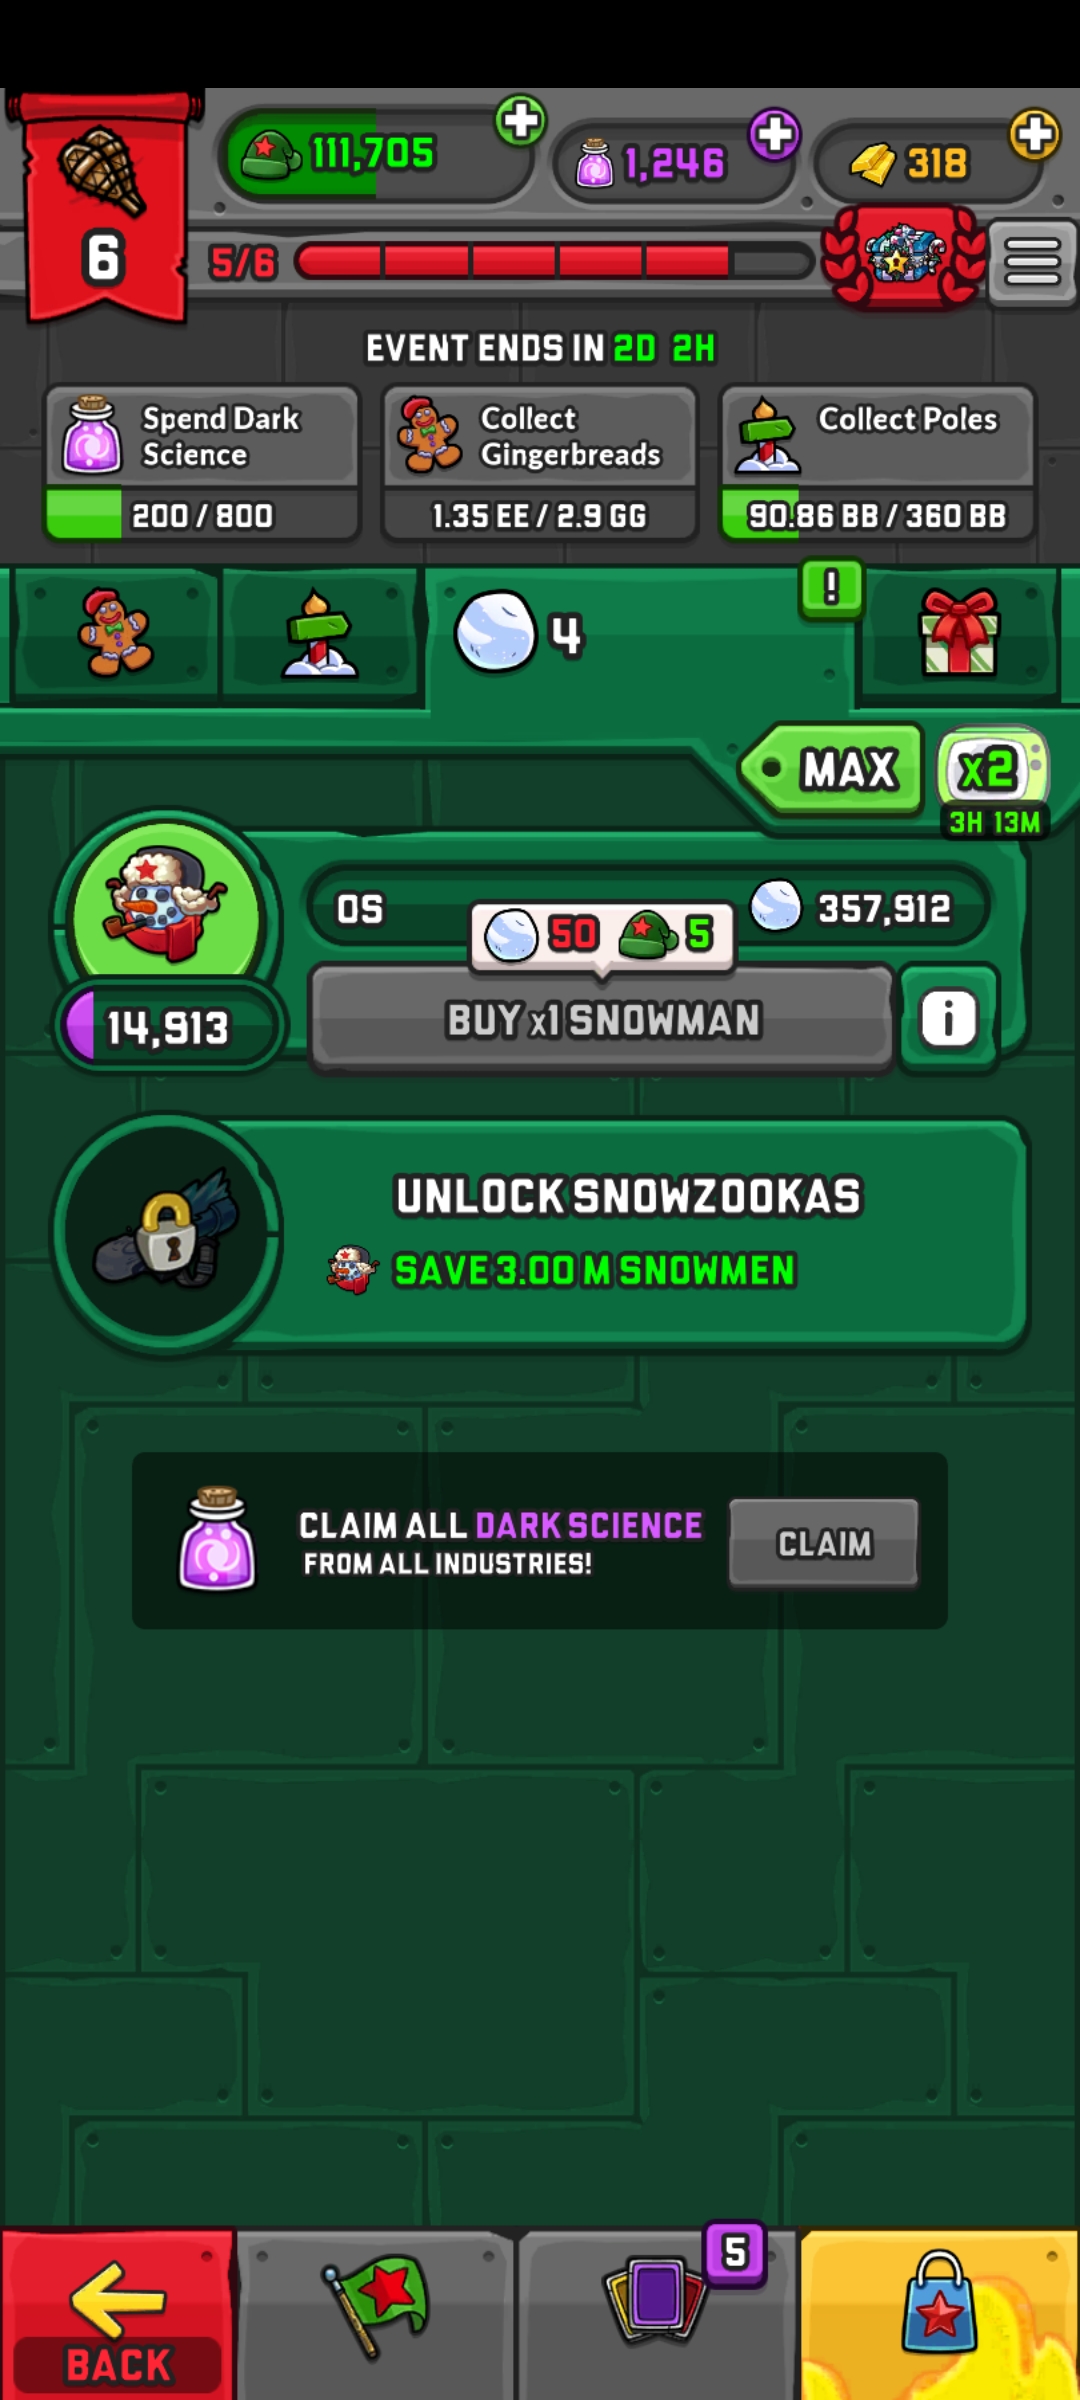 111,705
1,246
318
6
5/6
EVENT ENDS IN 2D 2H
Spend Dark
Science
200 / 800
Collect
Gingerbreads
1.35 EE / 2.9 GG
Collect Poles
90.86 BB / 360 BB
4
!
MAX
x2
3H 13M
0S
357,912
50 5
14,913
BUY x1 SNOWMAN
i
UNLOCK SNOWZOOKAS
SAVE 3.00 M SNOWMEN
CLAIM ALL DARK SCIENCE
FROM ALL INDUSTRIES!
CLAIM
5
BACK